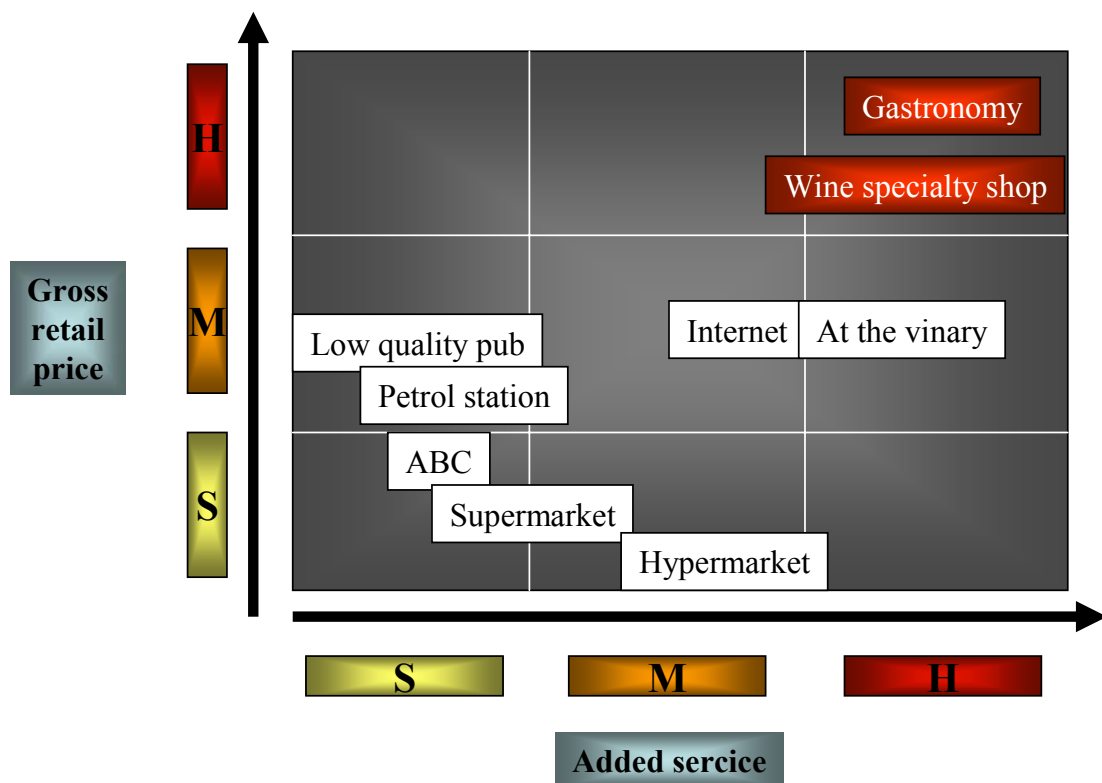 H
Gastronomy
Wine specialty shop
Gross
retail
price
M
Low quality pub
Internet
At the vinary
Petrol station
S
ABC
Supermarket
Hypermarket
S
M
H
Added sercice